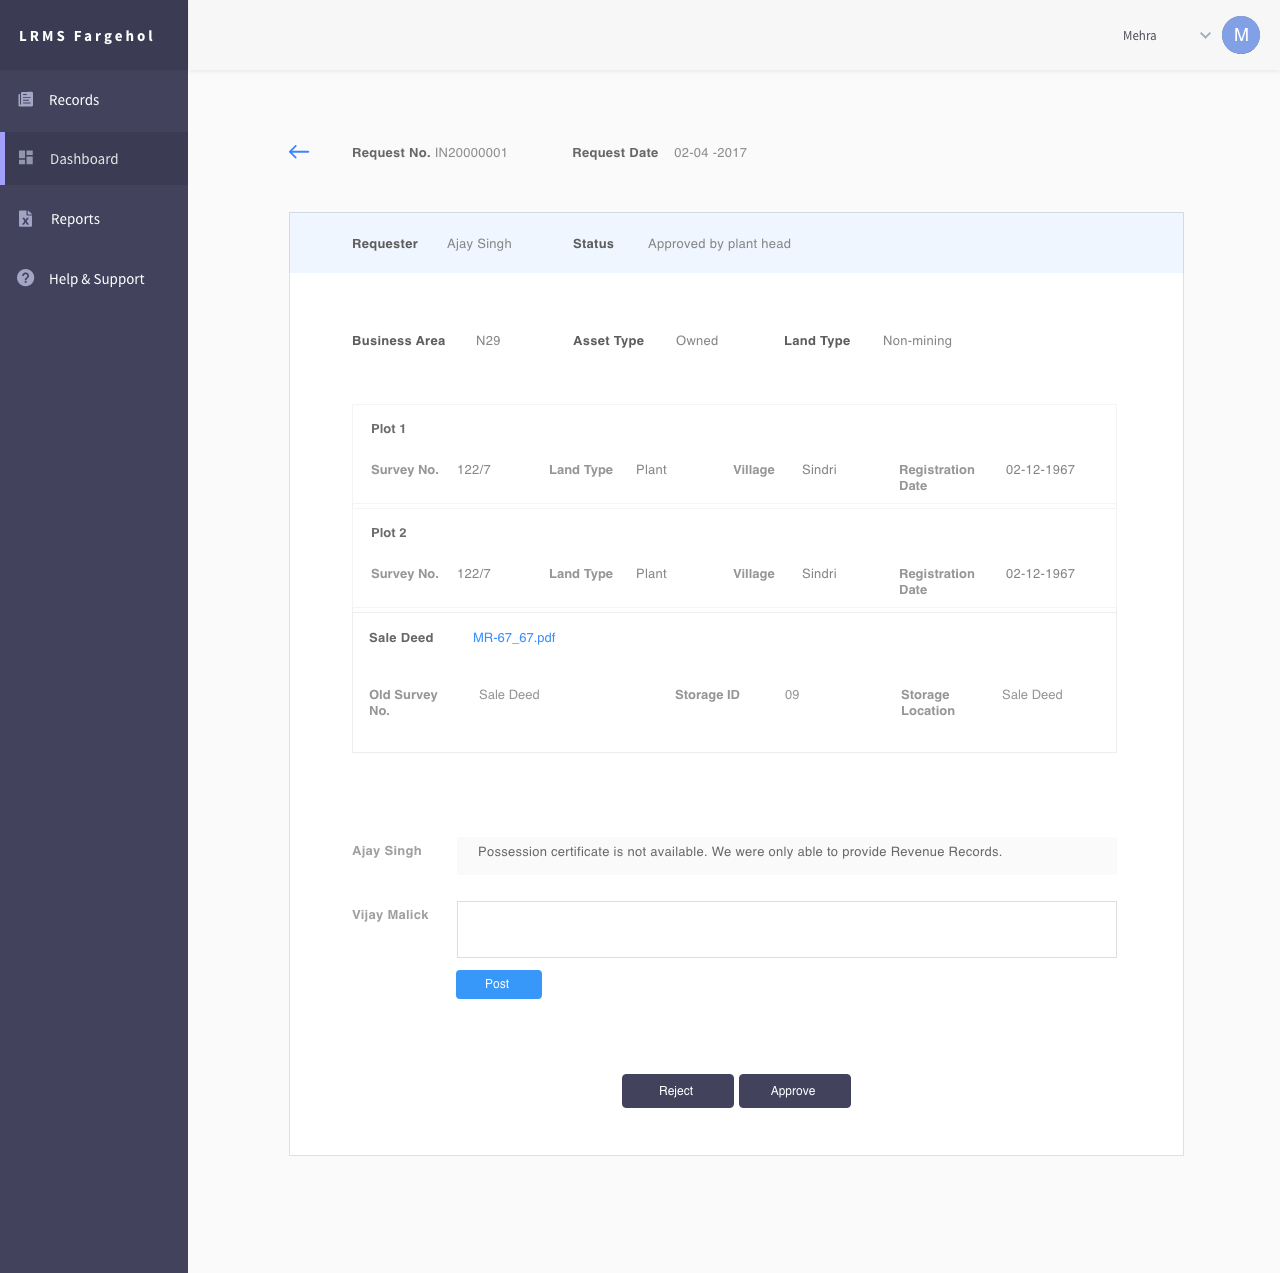 LRMS Fargehol
Mehra
M
Records
Dashboard
Reports
Help & Support
Request No. IN20000001 Request Date 02-04 -2017
Requester Ajay Singh Status Approved by plant head
Business Area N29 Asset Type Owned Land Type Non-mining
Plot 1
Survey No. 122/7 Land Type Plant Village Sindri Registration Date 02-12-1967
Plot 2
Survey No. 122/7 Land Type Plant Village Sindri Registration Date 02-12-1967
Sale Deed MR-67_67.pdf
Old Survey No. Sale Deed Storage ID 09 Storage Location Sale Deed
Ajay Singh Possession certificate is not available. We were only able to provide Revenue Records.
Vijay Malick
Post
Reject Approve